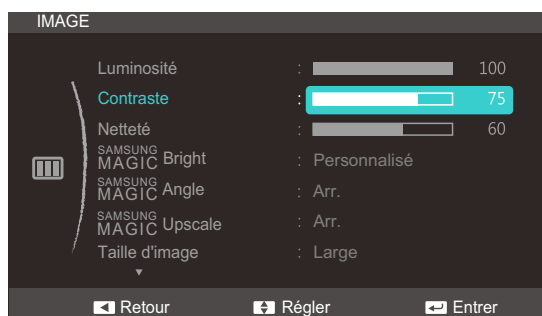 IMAGE
Luminosité : 100
Contraste : 75
Netteté : 60
SAMSUNG MAGIC Bright : Personnalisé
SAMSUNG MAGIC Angle : Arr.
SAMSUNG MAGIC Upscale : Arr.
Taille d'image : Large
Retour Régler Entrer